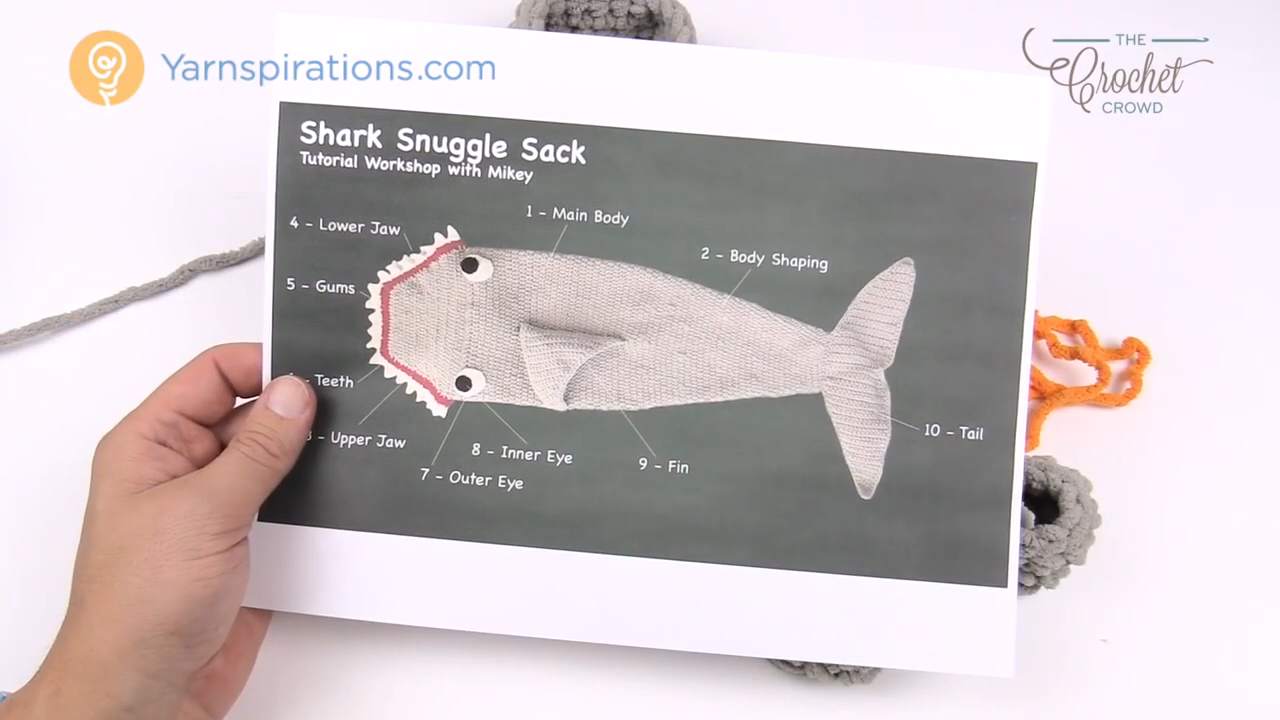 Yarnspirations.com
THE
Crochet
CROWD
Shark Snuggle Sack
Tutorial Workshop with Mikey
1 - Main Body
4 - Lower Jaw
2 - Body Shaping
5 - Gums
- Teeth
- Upper Jaw
10 - Tail
8 - Inner Eye
9 - Fin
7 - Outer Eye